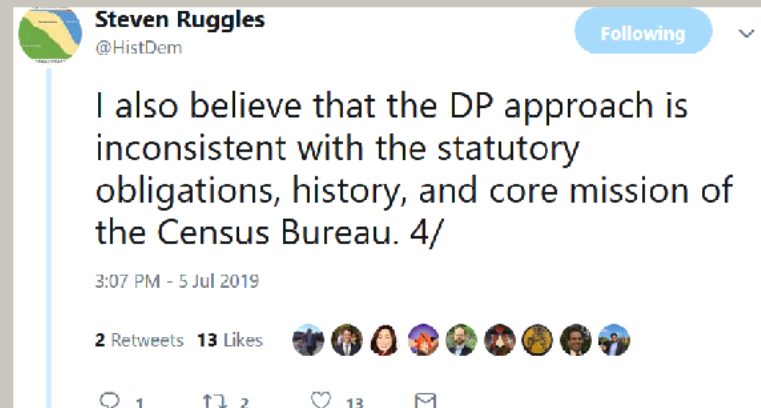 Steven Ruggles
@HistDem
Following
I also believe that the DP approach is
inconsistent with the statutory
obligations, history, and core mission of
the Census Bureau. 4/
3:07 PM - 5 Jul 2019
2 Retweets 13 Likes
1 2 13